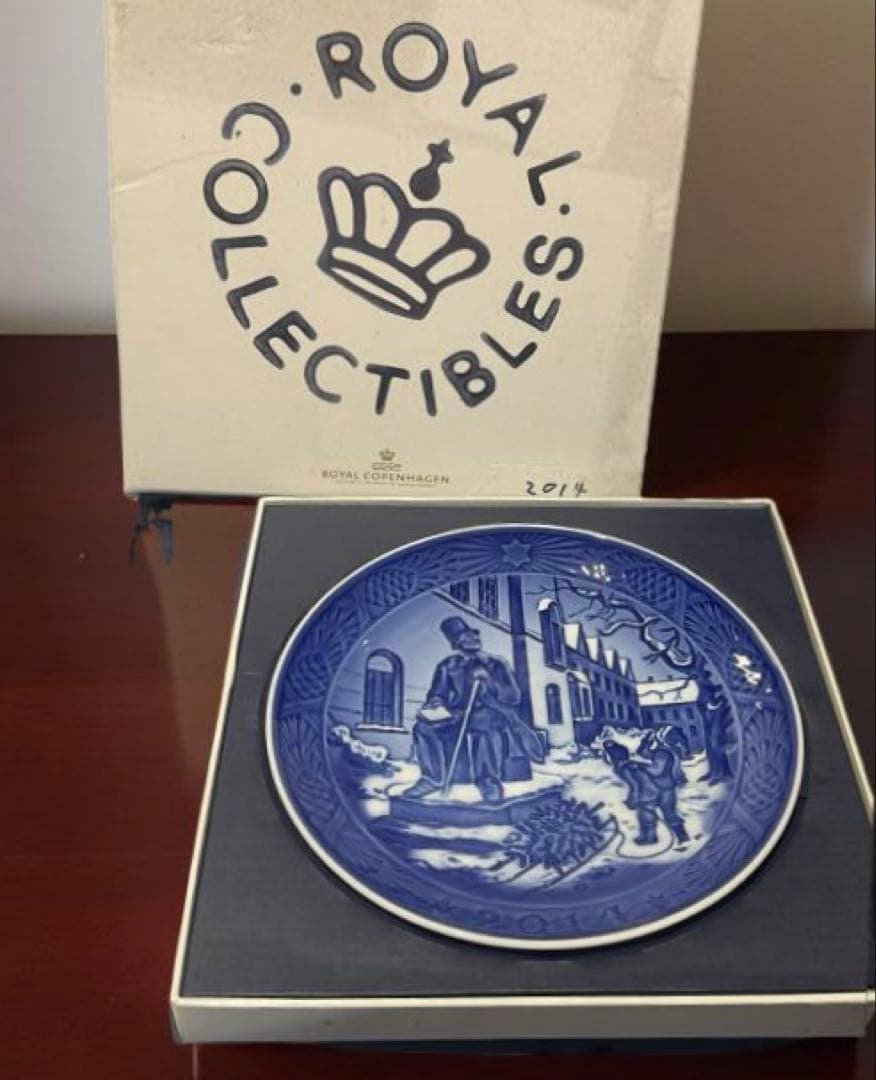 ROYAL · COLLECTIBLES ·
ROYAL COPENHAGEN
2014
2014